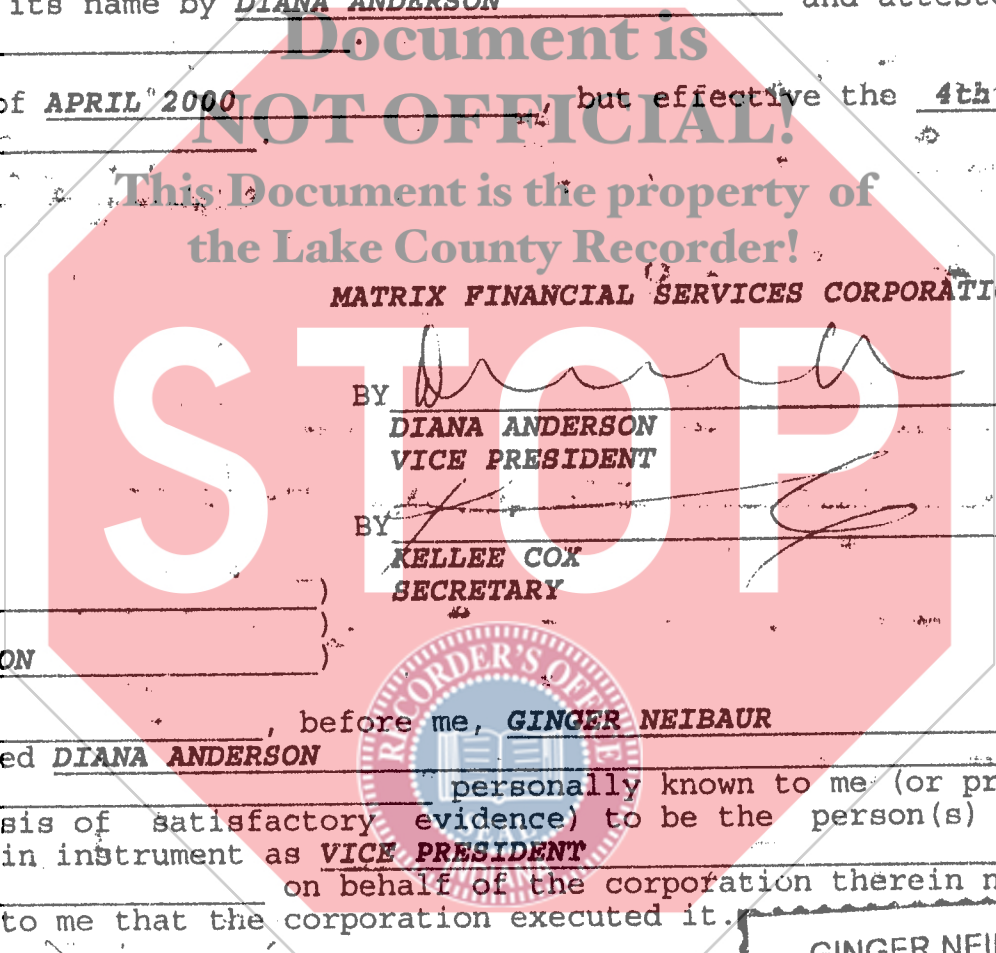 its name by DIANA ANDERSON and atteste
Document is
of APRIL 2000, but effective the 4th
NOT OFFICIAL!
This Document is the property of
the Lake County Recorder!
MATRIX FINANCIAL SERVICES CORPORATI
STOP
BY
DIANA ANDERSON
VICE PRESIDENT
BY
KELLEE COX
SECRETARY
)
)
ON )
RECORDER'S OFFICE
, before me, GINGER NEIBAUR
ed DIANA ANDERSON
personally known to me (or pr
sis of satisfactory evidence) to be the person(s)
SEAL
in instrument as VICE PRESIDENT
INDIANA
on behalf of the corporation therein n
to me that the corporation executed it.
GINGER NEI